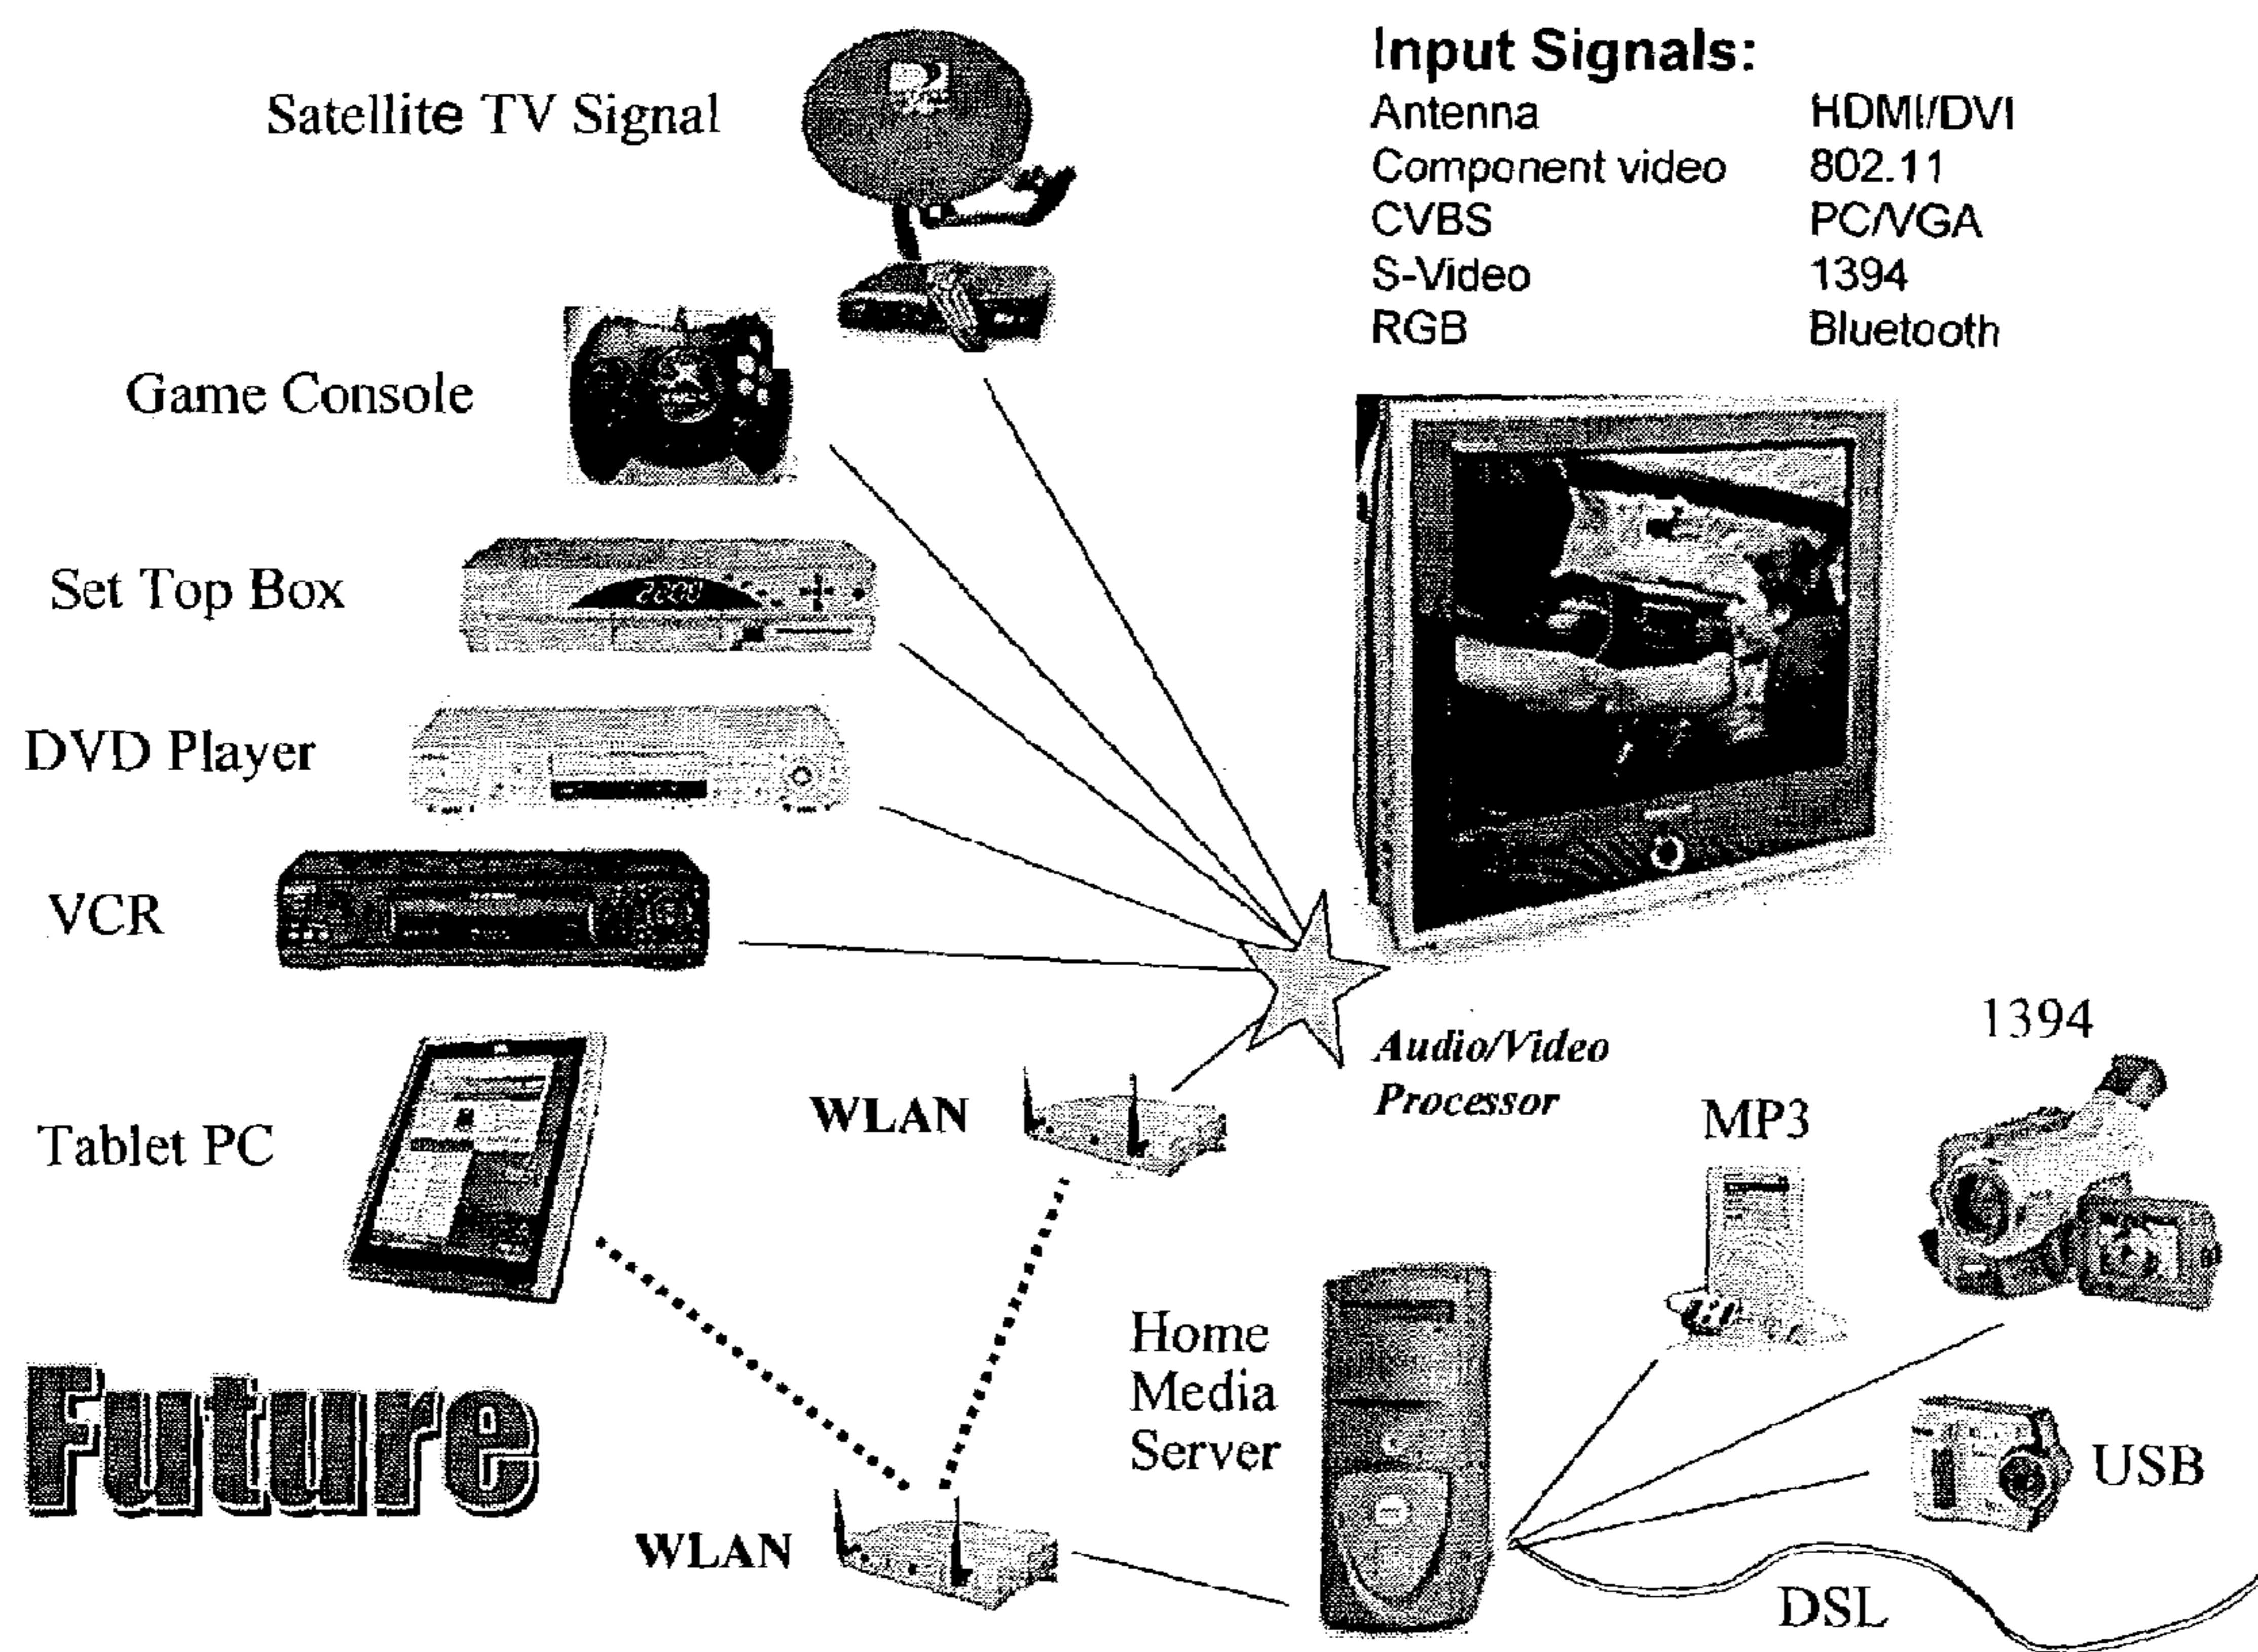 Input Signals:
Antenna HDMI/DVI
Component video 802.11
CVBS PC/VGA
S-Video 1394
RGB Bluetooth
Satellite TV Signal
Game Console
Set Top Box
DVD Player
VCR
Audio/Video
Processor
1394
WLAN
MP3
Tablet PC
Home
Media
Server
Future
USB
WLAN
DSL